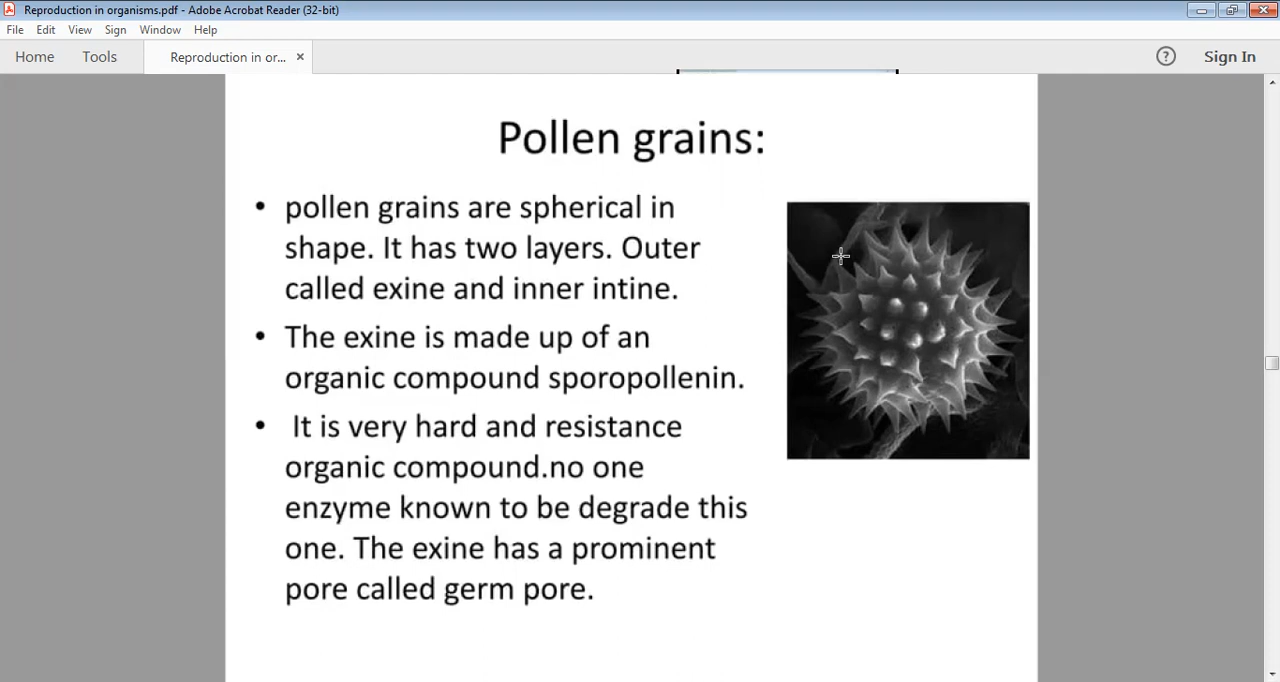 Reproduction in organisms.pdf - Adobe Acrobat Reader (32-bit)
File Edit View Sign Window Help
Home Tools Reproduction in or... × ? Sign In
Pollen grains:
• pollen grains are spherical in
shape. It has two layers. Outer
called exine and inner intine.
• The exine is made up of an
organic compound sporopollenin.
• It is very hard and resistance
organic compound.no one
enzyme known to be degrade this
one. The exine has a prominent
pore called germ pore.